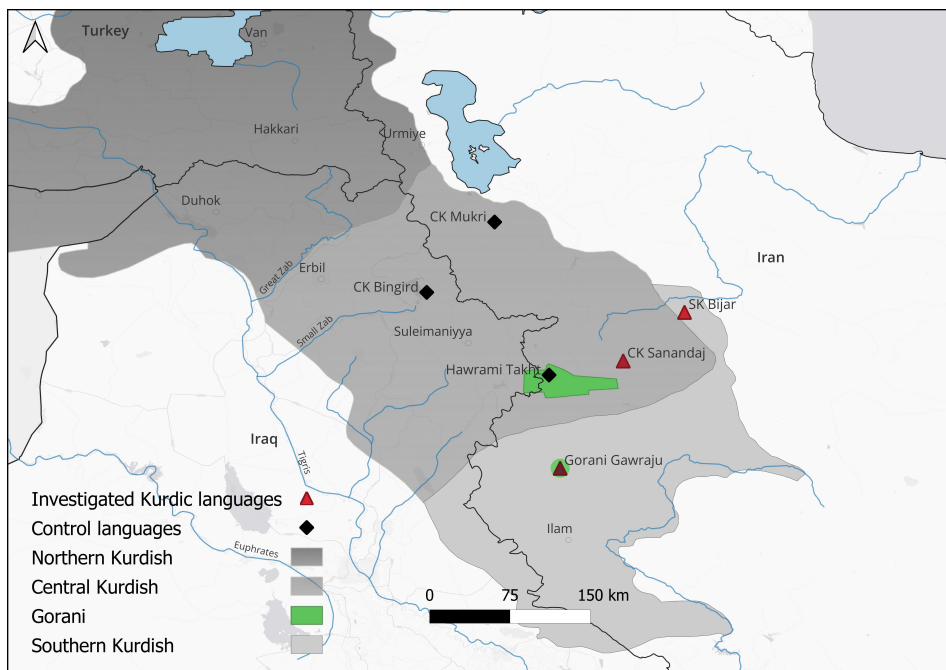 Turkey
Van
Hakkari
Urmiye
Duhok
CK Mukri
Great Zab
Erbil
Iran
CK Bingird
SK Bijar
Small Zab
Suleimaniyya
CK Sanandaj
Hawrami Takht
Iraq
Tigris
Gorani Gawraju
Investigated Kurdic languages
Control languages
Ilam
Euphrates
Northern Kurdish
Central Kurdish
0 75 150 km
Gorani
Southern Kurdish